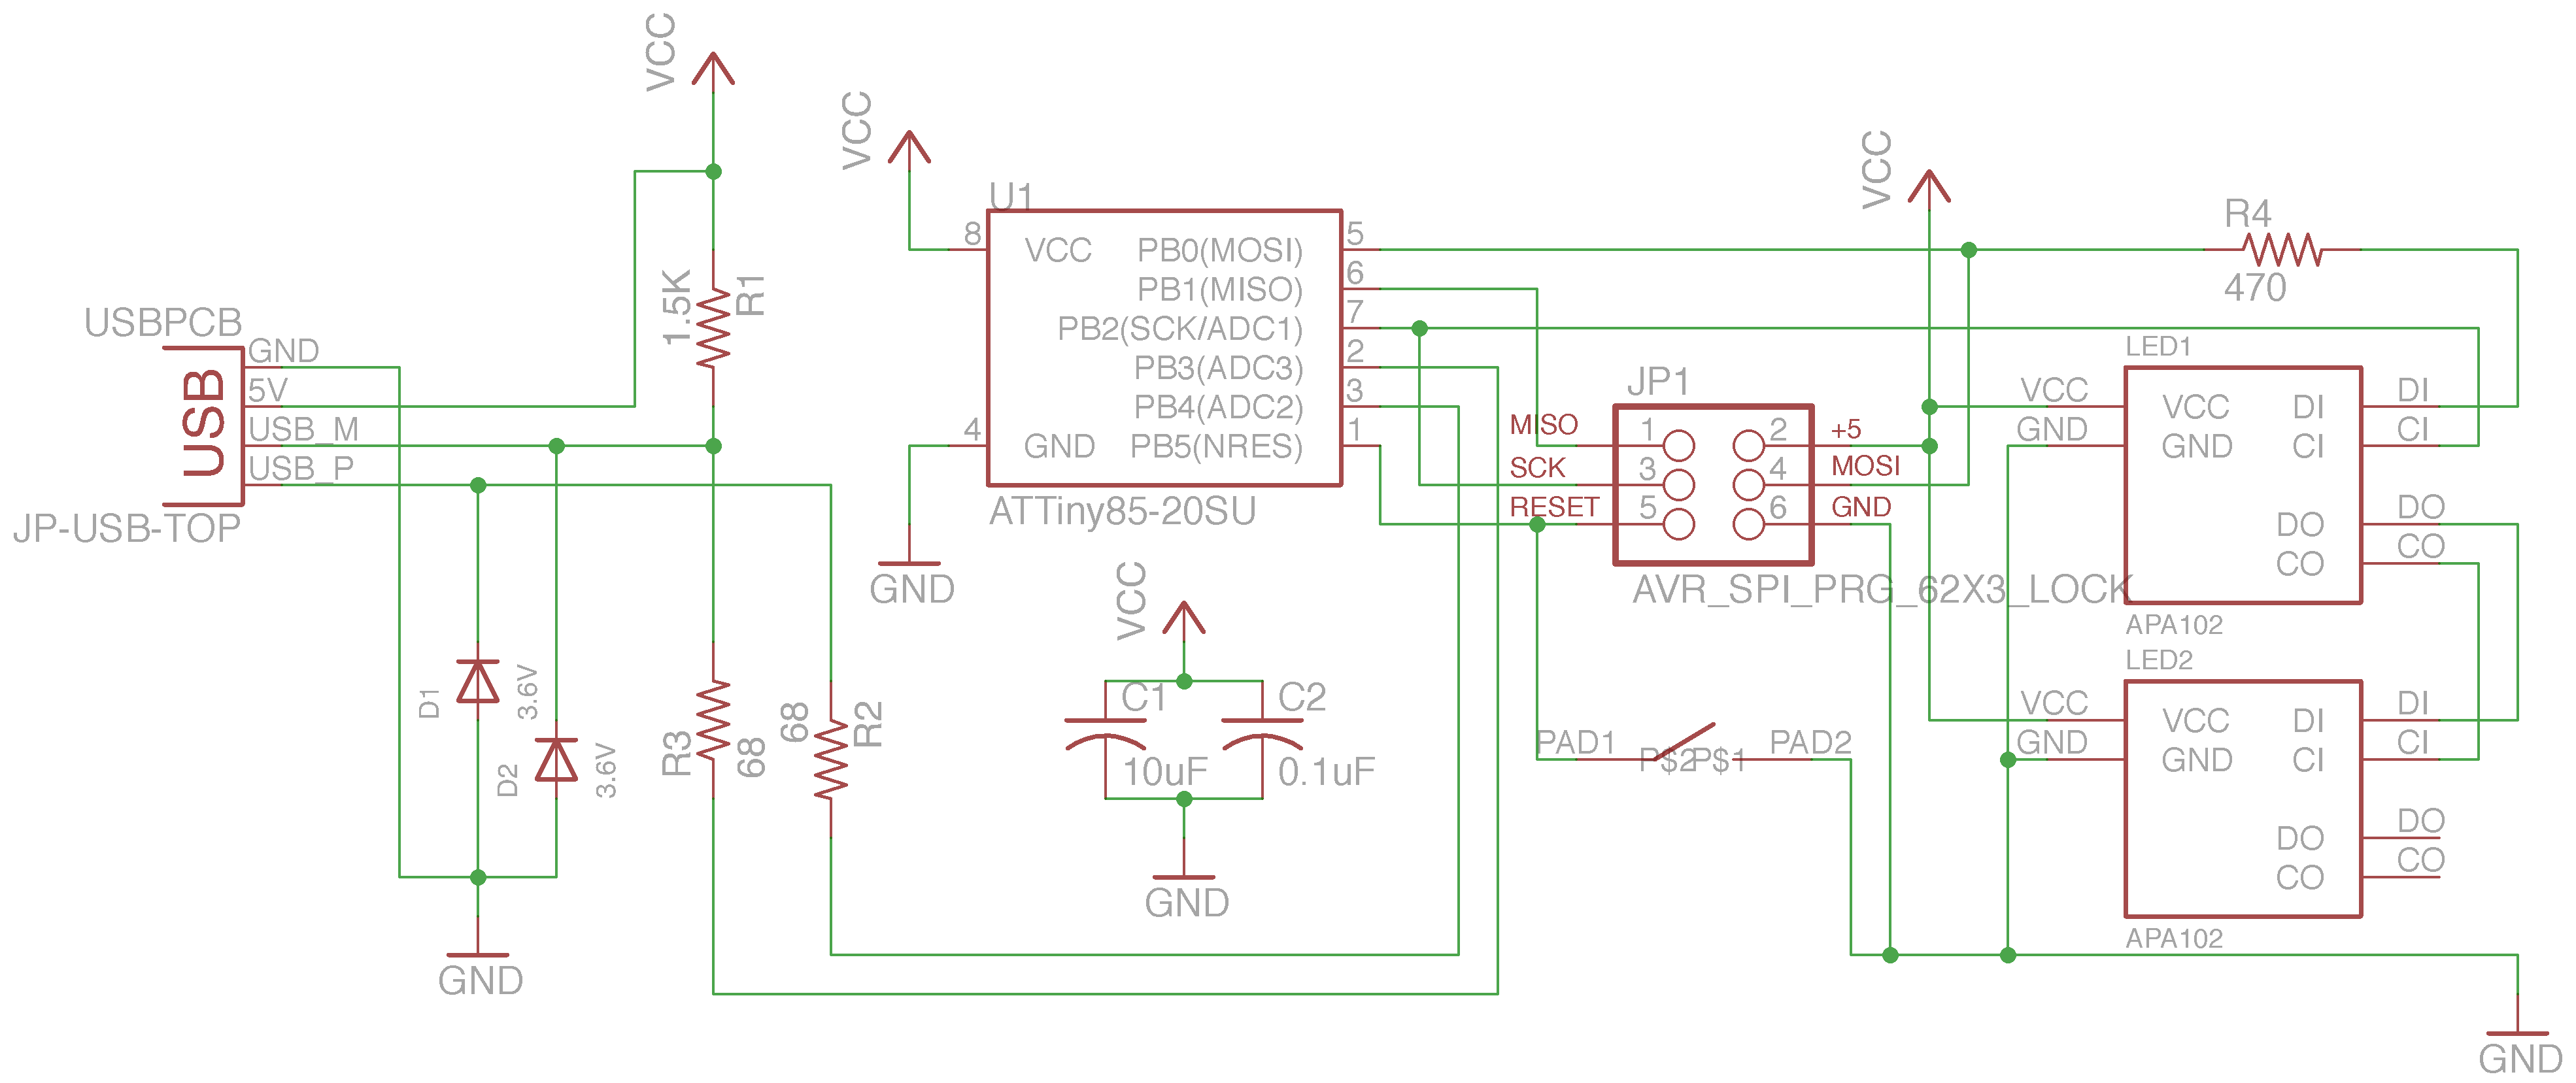 VCC
USBPCB
GND
5V
USB_M
USB_P
USB
JP-USB-TOP
1.5K
R1
D1
3.6V
D2
3.6V
GND
R3
68
68
R2
VCC
U1
8
VCC
4
GND
PB0(MOSI)
5
PB1(MISO)
6
PB2(SCK/ADC1)
7
PB3(ADC3)
2
PB4(ADC2)
3
PB5(NRES)
1
ATTiny85-20SU
GND
VCC
C1
10uF
C2
0.1uF
GND
JP1
MISO
1
2
+5
SCK
3
4
MOSI
RESET
5
6
GND
AVR_SPI_PRG_62X3_LOCK
PAD1
P$2
P$1
PAD2
VCC
R4
470
LED1
VCC
VCC
DI
DI
GND
GND
CI
CI
DO
DO
CO
CO
APA102
LED2
VCC
VCC
DI
DI
GND
GND
CI
CI
DO
DO
CO
CO
APA102
GND